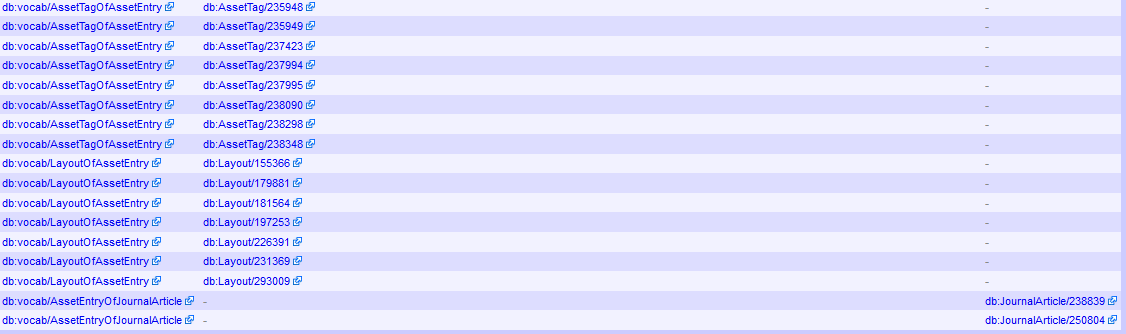 db:vocab/AssetTagOfAssetEntry db:AssetTag/235948 -
db:vocab/AssetTagOfAssetEntry db:AssetTag/235949 -
db:vocab/AssetTagOfAssetEntry db:AssetTag/237423 -
db:vocab/AssetTagOfAssetEntry db:AssetTag/237994 -
db:vocab/AssetTagOfAssetEntry db:AssetTag/237995 -
db:vocab/AssetTagOfAssetEntry db:AssetTag/238090 -
db:vocab/AssetTagOfAssetEntry db:AssetTag/238298 -
db:vocab/AssetTagOfAssetEntry db:AssetTag/238348 -
db:vocab/LayoutOfAssetEntry db:Layout/155366 -
db:vocab/LayoutOfAssetEntry db:Layout/179881 -
db:vocab/LayoutOfAssetEntry db:Layout/181564 -
db:vocab/LayoutOfAssetEntry db:Layout/197253 -
db:vocab/LayoutOfAssetEntry db:Layout/226391 -
db:vocab/LayoutOfAssetEntry db:Layout/231369 -
db:vocab/LayoutOfAssetEntry db:Layout/293009 -
db:vocab/AssetEntryOfJournalArticle - db:JournalArticle/238839
db:vocab/AssetEntryOfJournalArticle - db:JournalArticle/250804